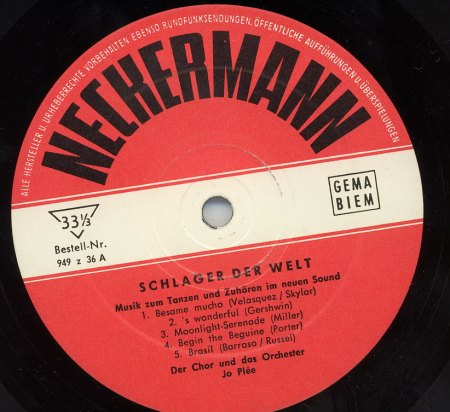 ALLE HERSTELLER U. URHEBERRECHTE VORBEHALTEN EBENSO RUNDFUNKSENDUNGEN, ÖFFENTLICHE AUFFÜHRUNGEN U. ÜBERSPIELUNGEN
NECKERMANN
33 1/3
Bestell-Nr.
949 z 36 A
GEMA
BIEM
SCHLAGER DER WELT
Musik zum Tanzen und Zuhören im neuen Sound
1. Besame mucho (Velasquez / Skylar)
2. ´s wonderful (Gershwin)
3. Moonlight-Serenade (Miller)
4. Begin the Beguine (Porter)
5. Brasil (Barroso / Russel)
Der Chor und das Orchester
Jo Plée